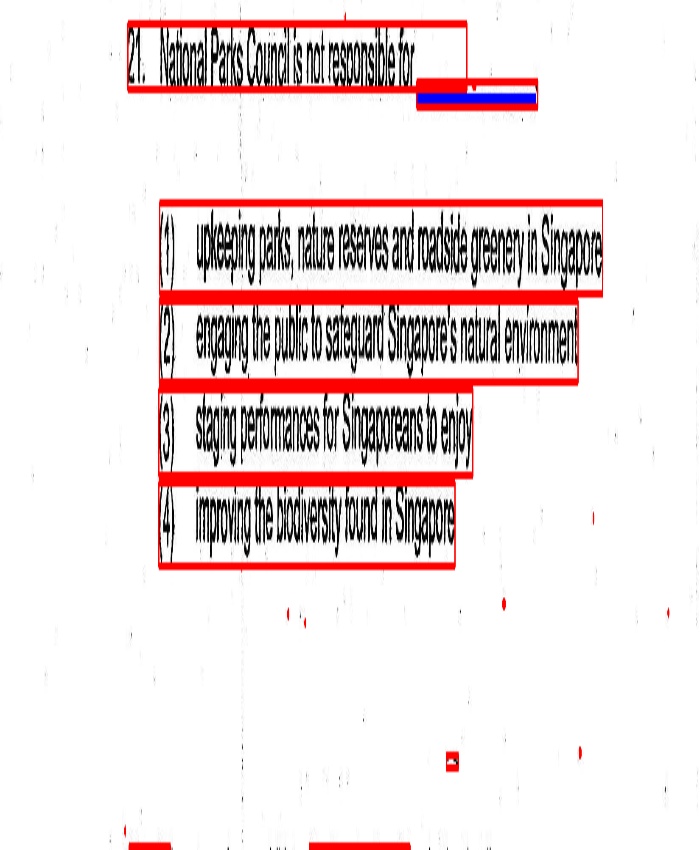 21. National Parks Council is not responsible for
(1) upkeeping parks, nature reserves and roadside greenery in Singapore
(2) engaging the public to safeguard Singapore's natural environment
(3) staging performances for Singaporeans to enjoy
(4) improving the biodiversity found in Singapore